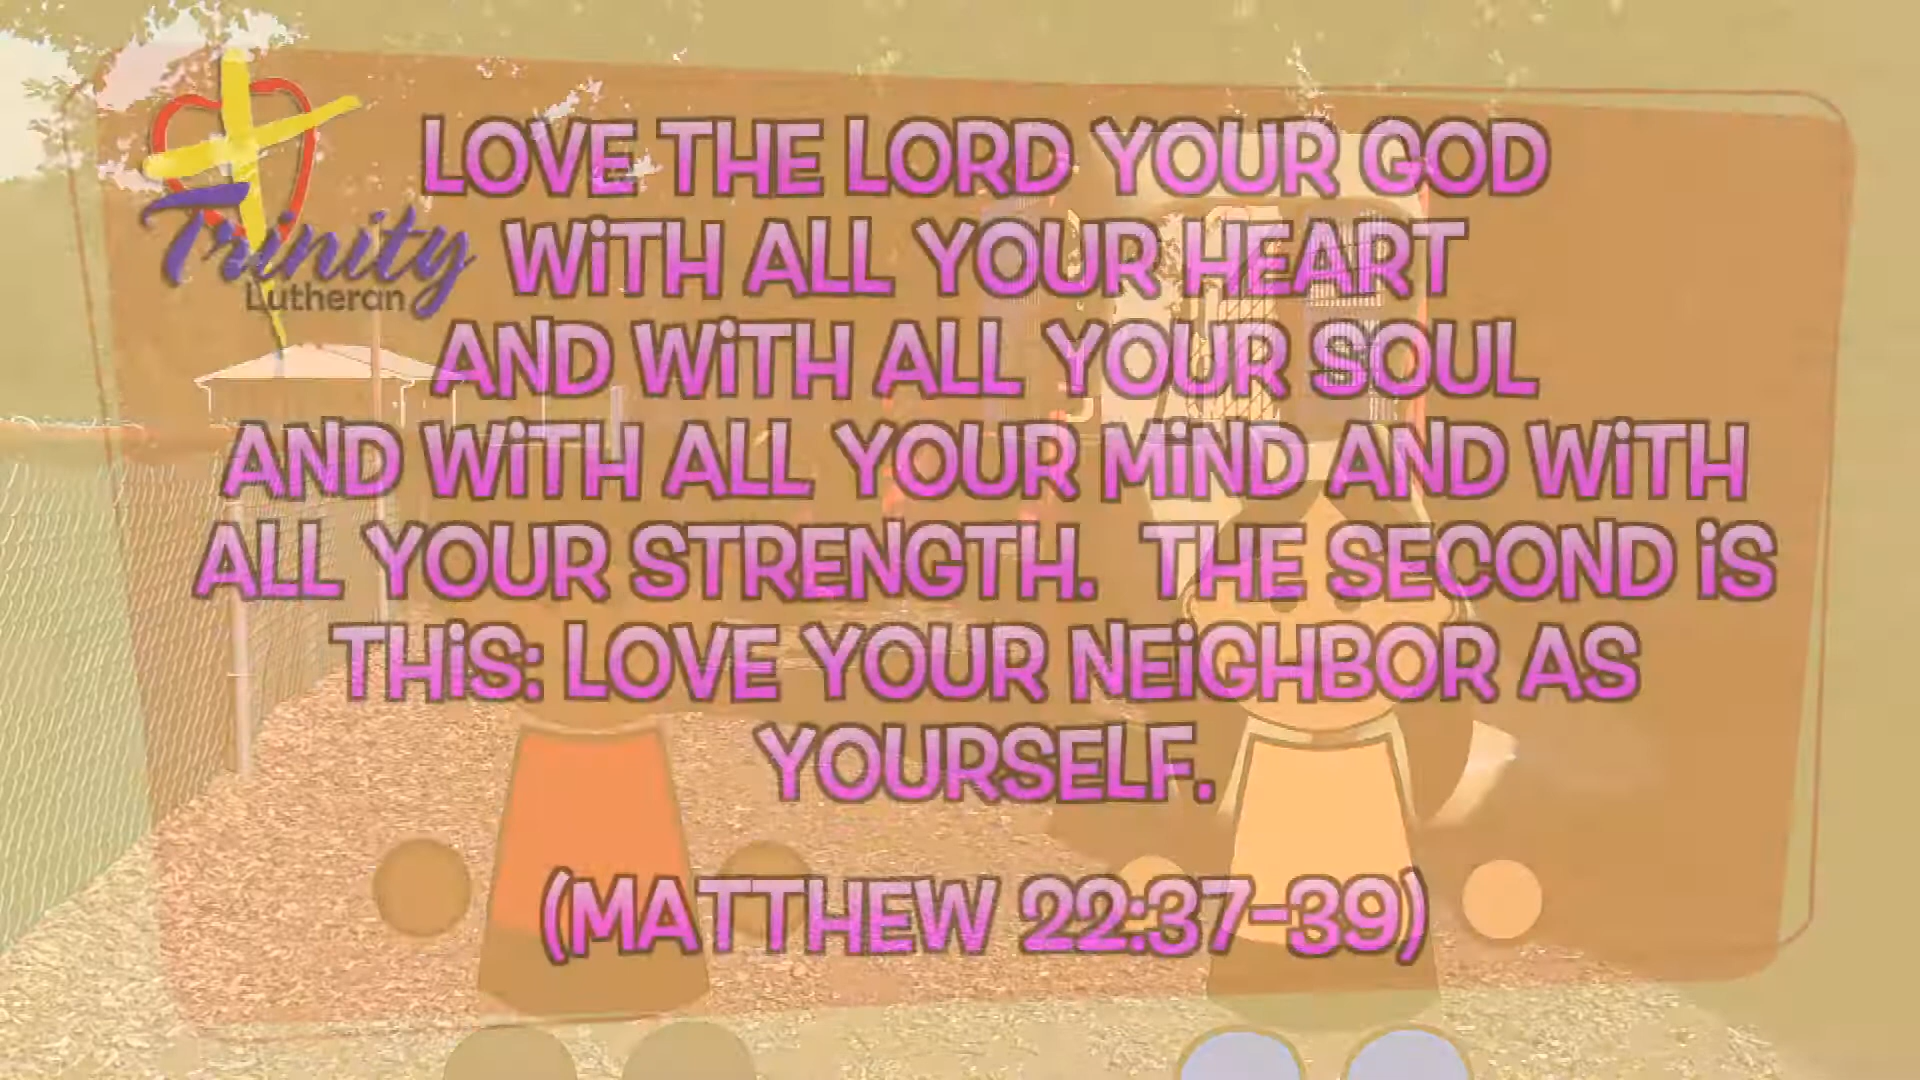 Trinity
Lutheran
LOVE THE LORD YOUR GOD
WiTH ALL YOUR HEART
AND WiTH ALL YOUR SOUL
AND WiTH ALL YOUR MiND AND WiTH
ALL YOUR STRENGTH. THE SECOND iS
THiS: LOVE YOUR NEiGHBOR AS
YOURSELF.
(MATTHEW 22:37-39)